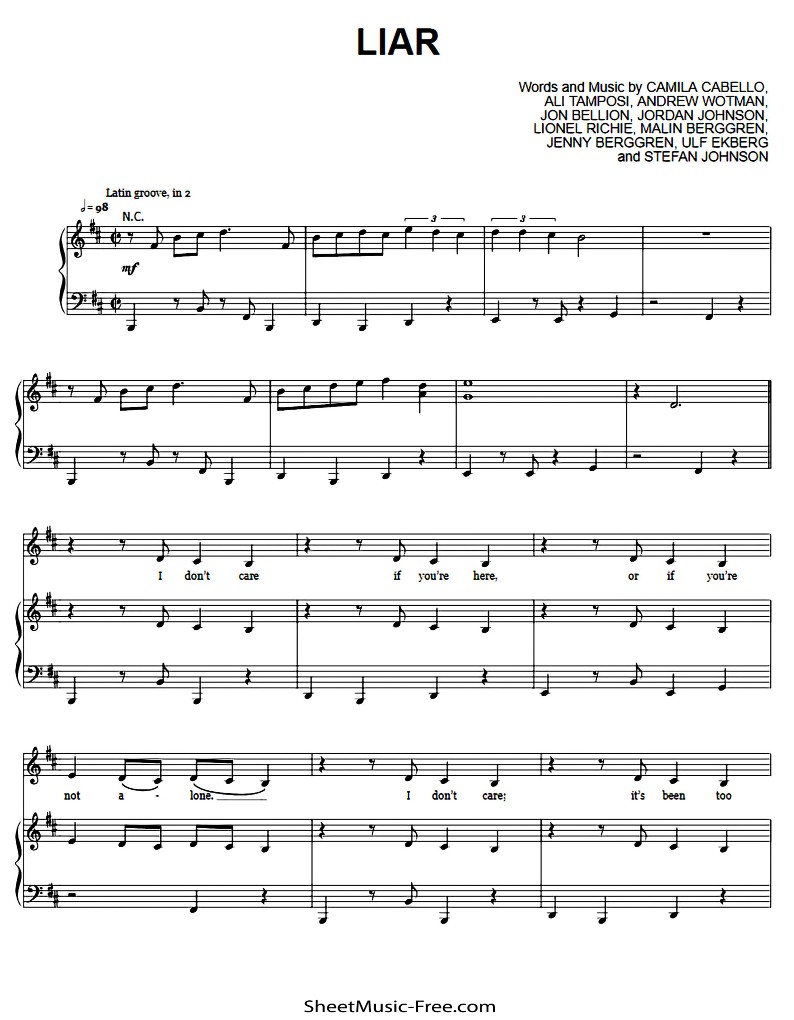 LIAR
Words and Music by CAMILA CABELLO,
ALI TAMPOSI, ANDREW WOTMAN,
JON BELLION, JORDAN JOHNSON,
LIONEL RICHIE, MALIN BERGGREN,
JENNY BERGGREN, ULF EKBERG
and STEFAN JOHNSON
Latin groove, in 2
𝅗𝅥 = 98
N.C.
3 3
mf
I don't care if you're here, or if you're
not a - lone. I don't care; it's been too
SheetMusic-Free.com